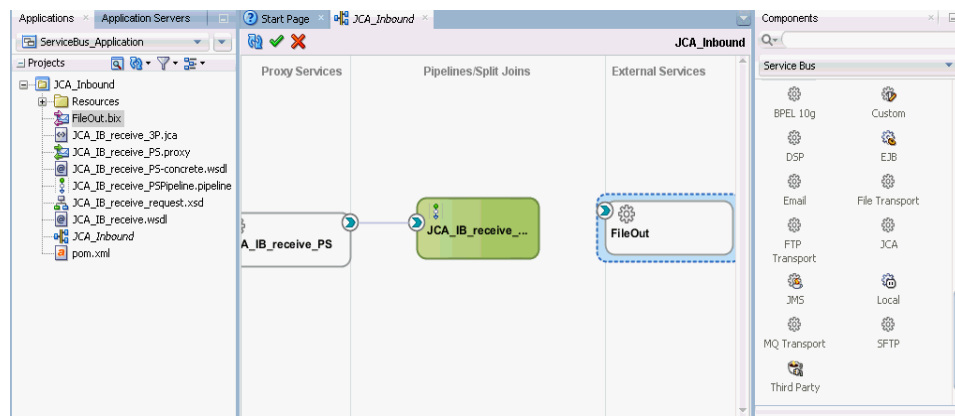 Applications
Application Servers
Start Page
JCA_Inbound
Components
ServiceBus_Application
JCA_Inbound
Projects
Service Bus
JCA_Inbound
Resources
FileOut.bix
JCA_IB_receive_3P.jca
JCA_IB_receive_PS.proxy
JCA_IB_receive_PS-concrete.wsdl
JCA_IB_receive_PSPipeline.pipeline
JCA_IB_receive_request.xsd
JCA_IB_receive.wsdl
JCA_Inbound
pom.xml
Proxy Services
Pipelines/Split Joins
External Services
A_IB_receive_PS
JCA_IB_receive_...
FileOut
BPEL 10g
Custom
DSP
EJB
Email
File Transport
FTP
Transport
JCA
JMS
Local
MQ Transport
SFTP
Third Party